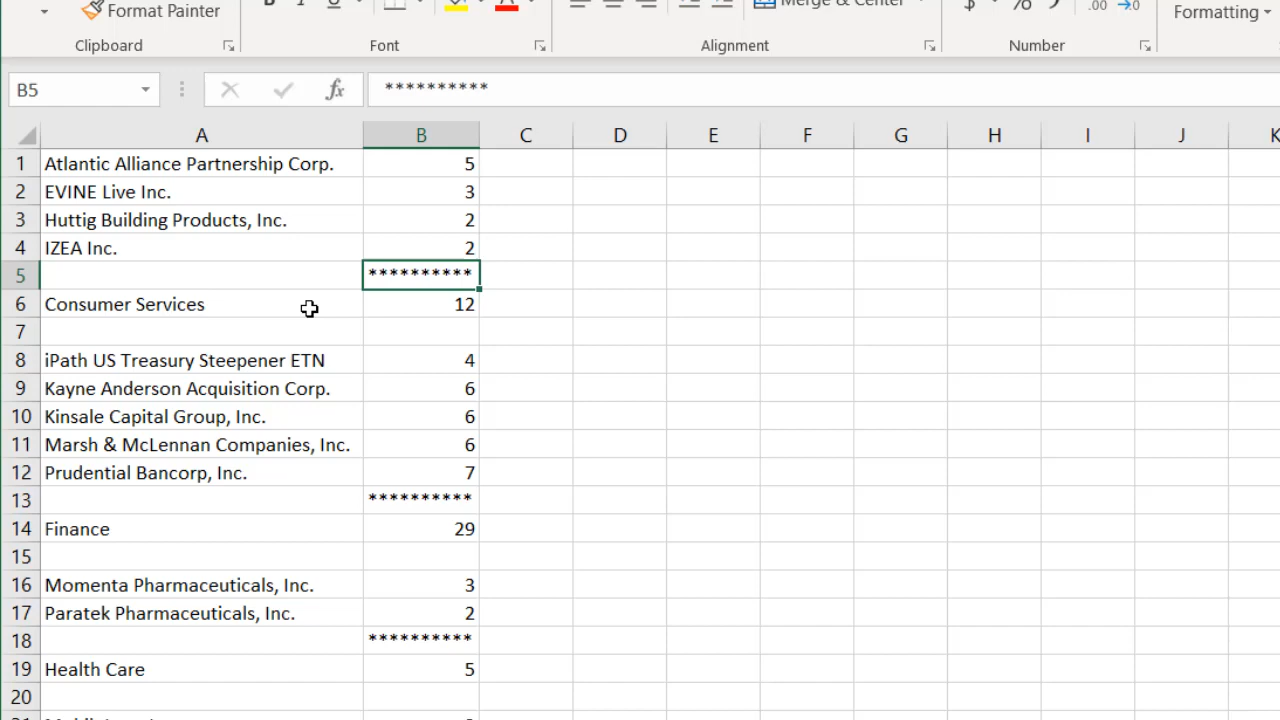 Format Painter
Merge & Center
$ %
.00 →0
Formatting
Clipboard Font Alignment Number
B5 fx **********
A B C D E F G H I J K
1 Atlantic Alliance Partnership Corp. 5
2 EVINE Live Inc. 3
3 Huttig Building Products, Inc. 2
4 IZEA Inc. 2
5 **********
6 Consumer Services 12
7
8 iPath US Treasury Steepener ETN 4
9 Kayne Anderson Acquisition Corp. 6
10 Kinsale Capital Group, Inc. 6
11 Marsh & McLennan Companies, Inc. 6
12 Prudential Bancorp, Inc. 7
13 **********
14 Finance 29
15
16 Momenta Pharmaceuticals, Inc. 3
17 Paratek Pharmaceuticals, Inc. 2
18 **********
19 Health Care 5
20